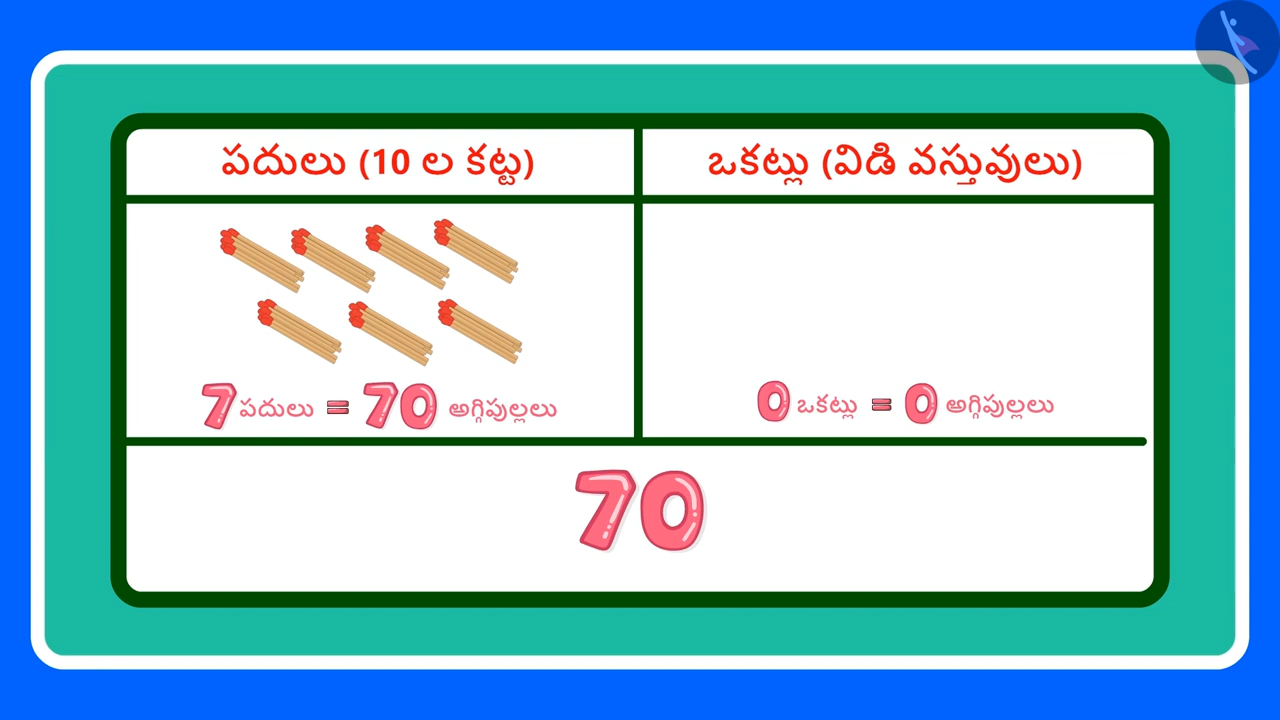 పదులు (10 ల కట్ట)
ఒకట్లు (విడి వస్తువులు)
7 పదులు = 70 అగ్గిపుల్లలు
0 ఒకట్లు = 0 అగ్గిపుల్లలు
70